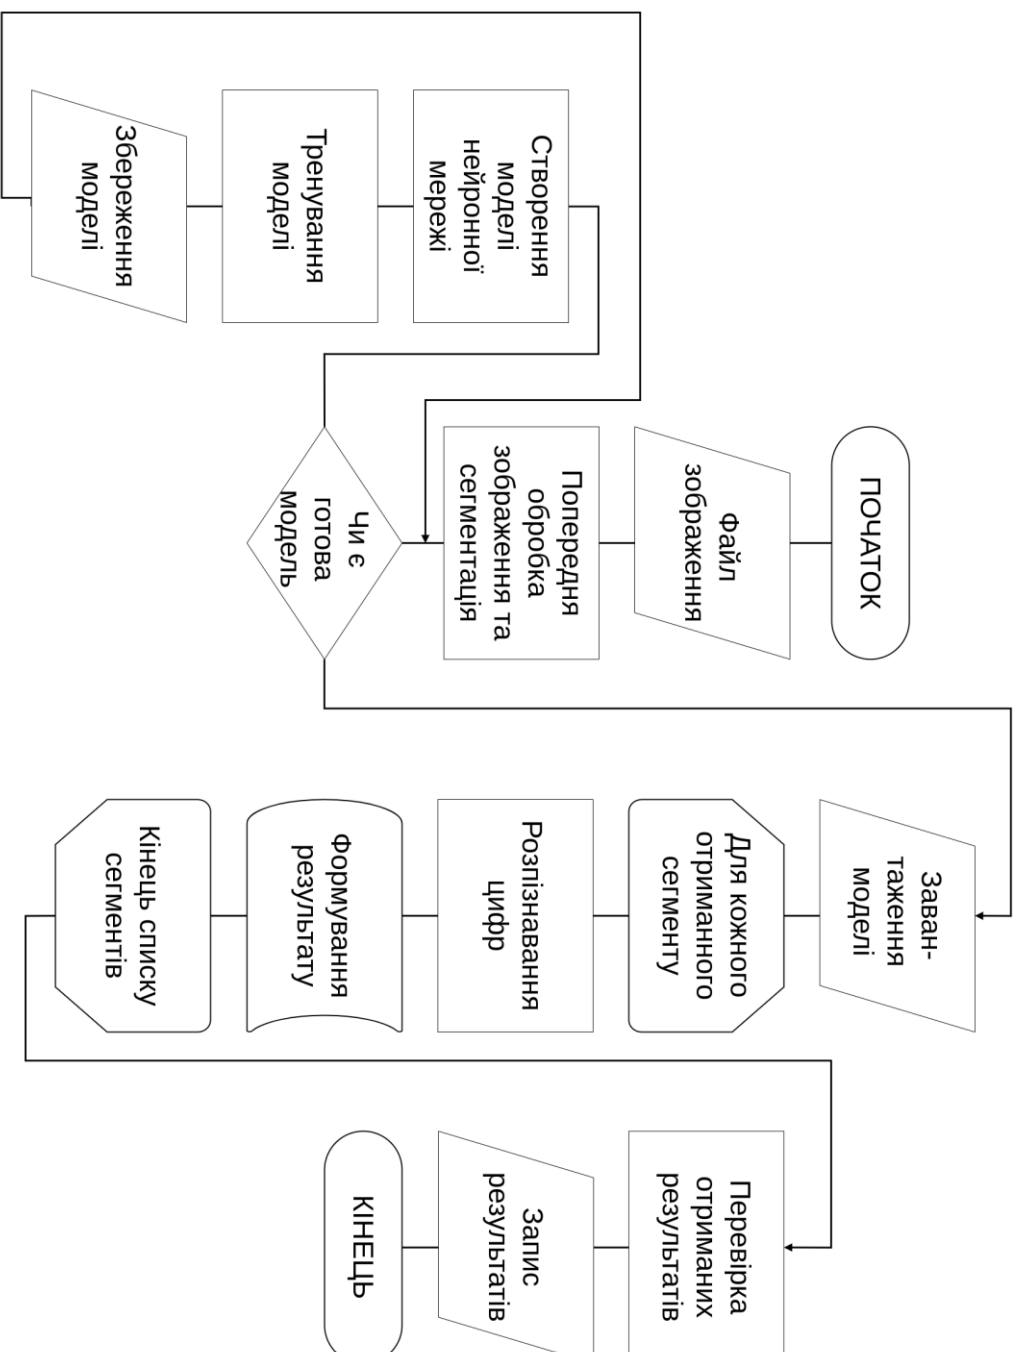 ПОЧАТОК
Файл
зображення
Попередня
обробка
зображення та
сегментація
Чи є
готова
модель
Створення
моделі
нейронної
мережі
Тренування
моделі
Збереження
моделі
Заван-
таження
моделі
Для кожного
отриманного
сегменту
Розпізнавання
цифр
Формування
результату
Кінець списку
сегментів
Перевірка
отриманих
результатів
Запис
результатів
КІНЕЦЬ